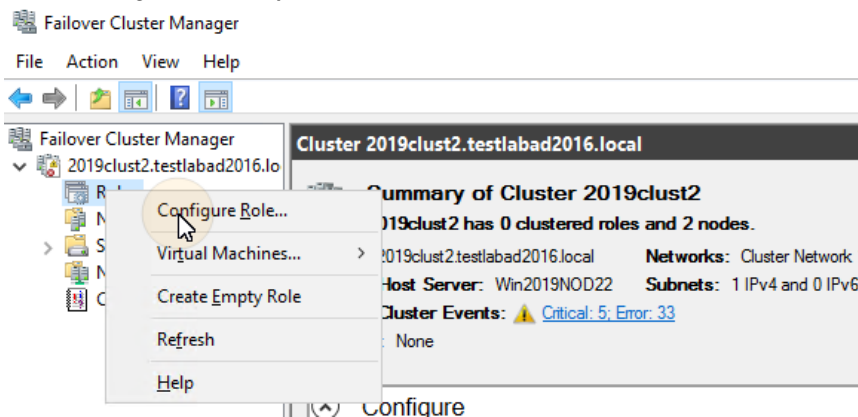 Failover Cluster Manager
File Action View Help
Failover Cluster Manager
2019clust2.testlabad2016.lo
Configure Role...
Virtual Machines...
Create Empty Role
Refresh
Help
Cluster 2019clust2.testlabad2016.local
Summary of Cluster 2019clust2
2019clust2 has 0 clustered roles and 2 nodes.
2019clust2.testlabad2016.local Networks: Cluster Network
Host Server: Win2019NOD22 Subnets: 1 IPv4 and 0 IPv6
Cluster Events: Critical: 5; Error: 33
: None
Configure